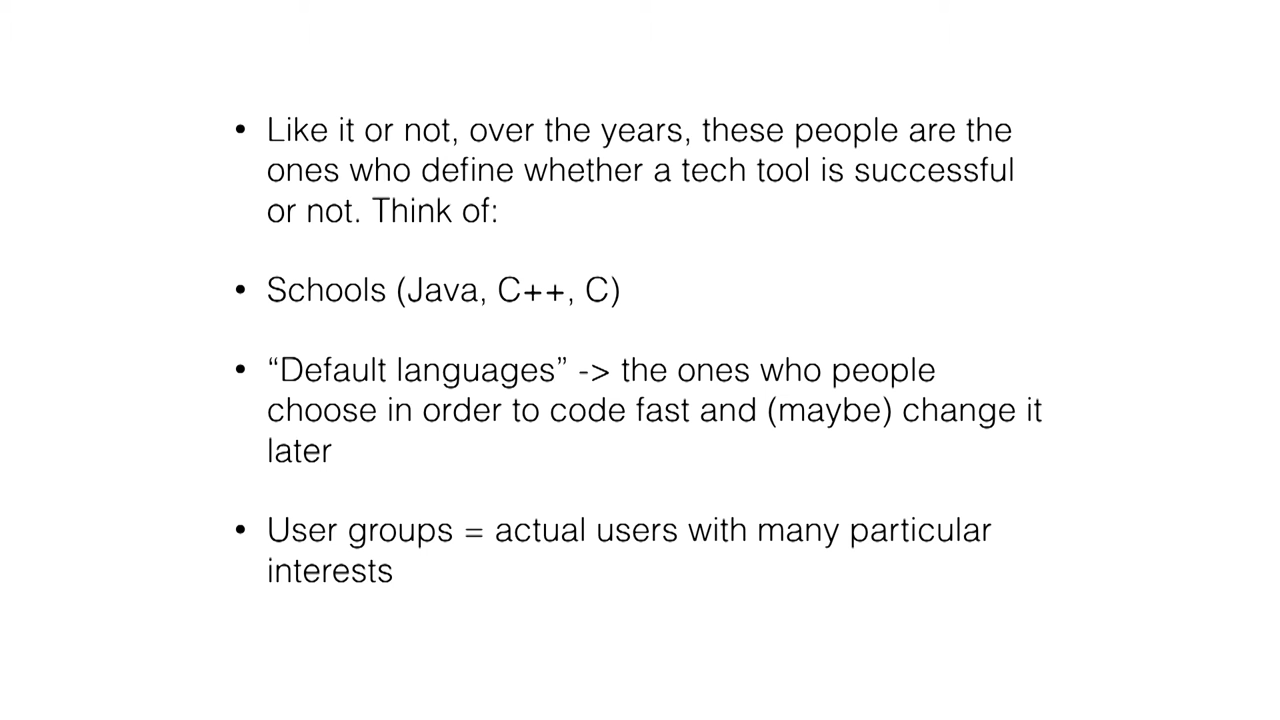 • Like it or not, over the years, these people are the
ones who define whether a tech tool is successful
or not. Think of:
• Schools (Java, C++, C)
• “Default languages” -> the ones who people
choose in order to code fast and (maybe) change it
later
• User groups = actual users with many particular
interests